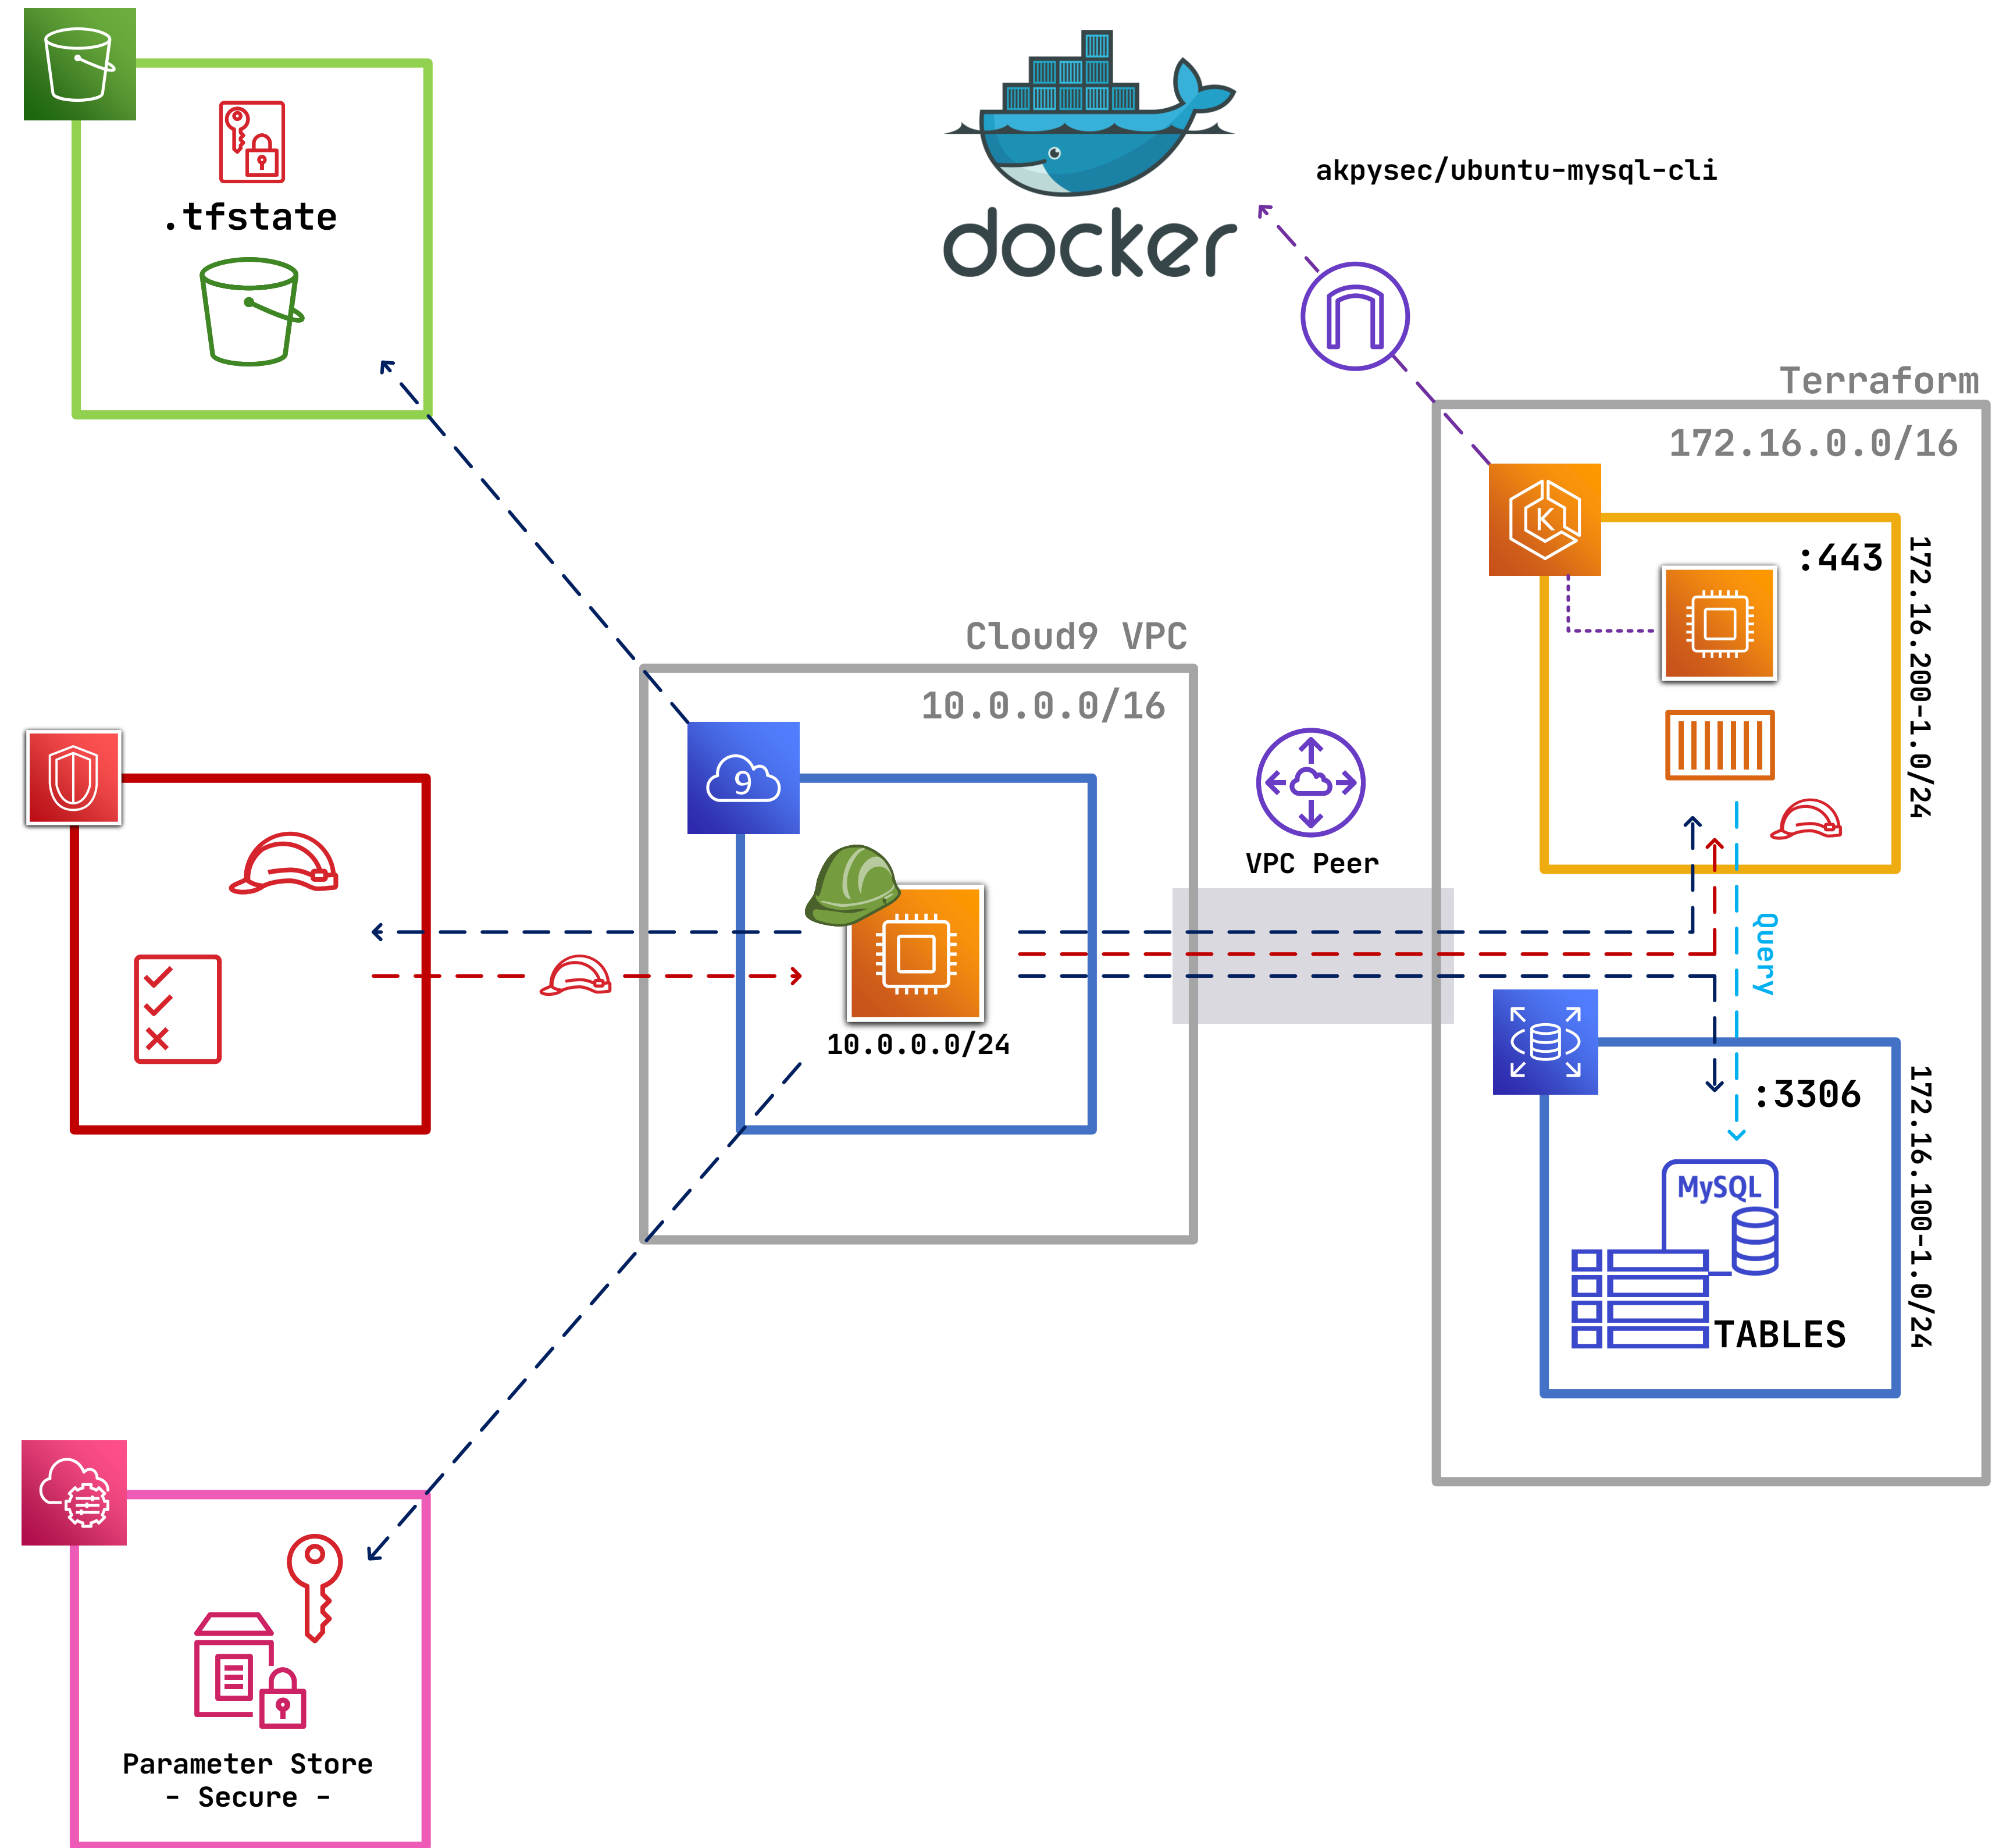 .tfstate
docker
akpysec/ubuntu-mysql-cli
Terraform
172.16.0.0/16
K
:443
172.16.200-1.0/24
Cloud9 VPC
10.0.0.0/16
9
10.0.0.0/24
VPC Peer
Query
:3306
MySQL
TABLES
172.16.100-1.0/24
Parameter Store
- Secure -